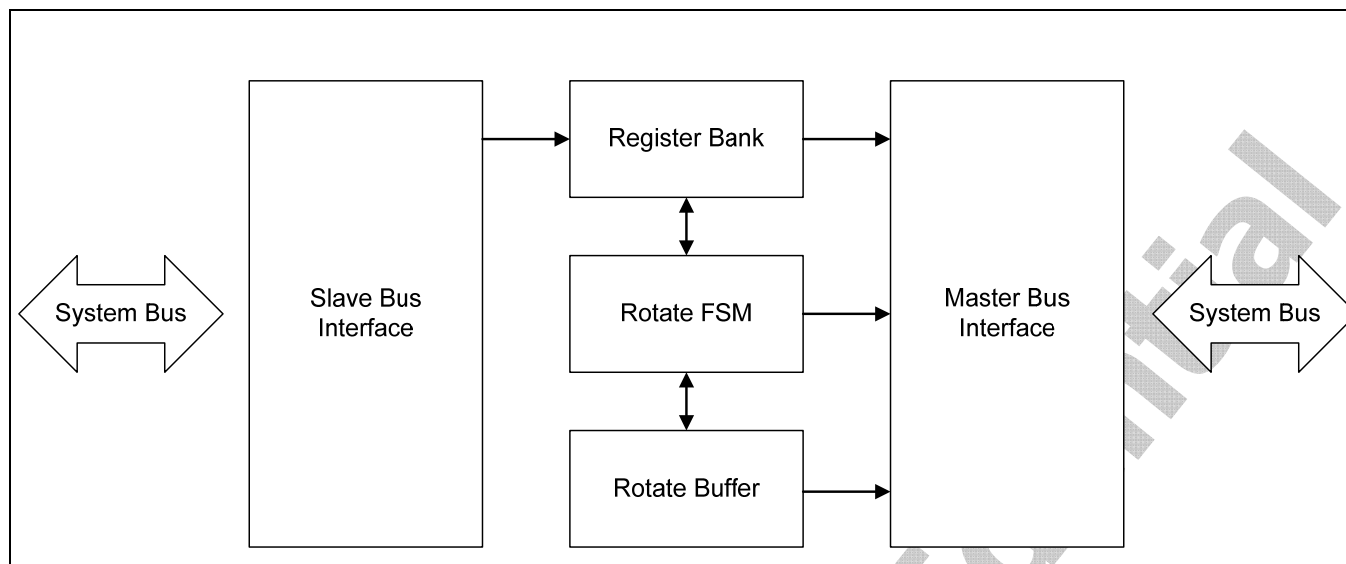 Register Bank
System Bus
Slave Bus
Interface
Rotate FSM
Master Bus
Interface
System Bus
Rotate Buffer